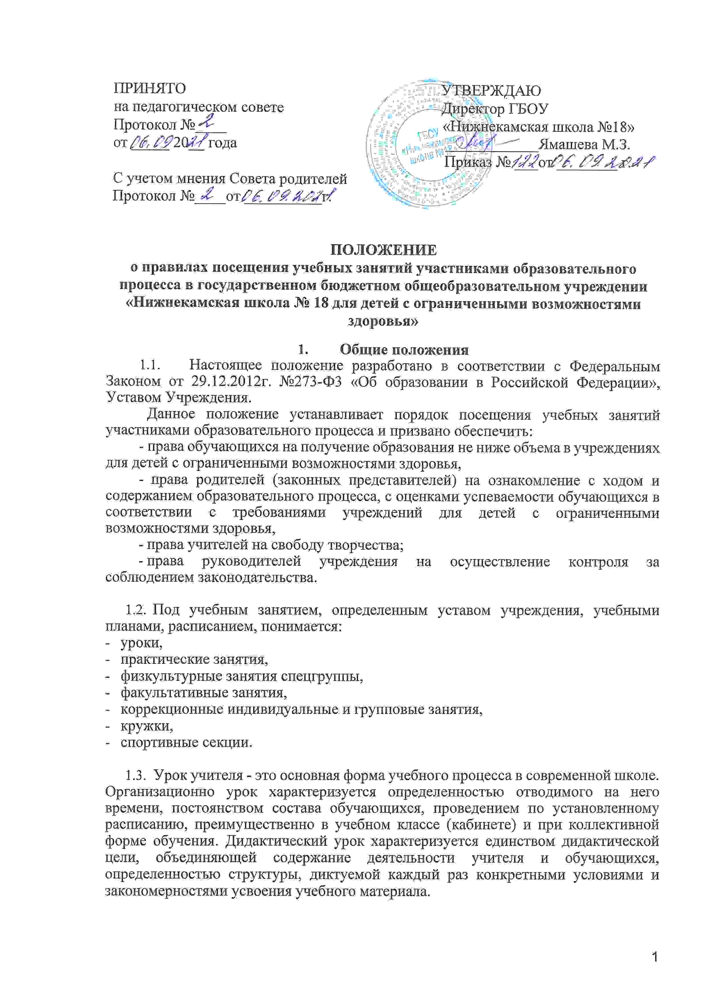 ПРИНЯТО
на педагогическом совете
Протокол № 2
от 06.09 2021 года
С учетом мнения Совета родителей
Протокол № 2 от 06.09.2021г.
УТВЕРЖДАЮ
Директор ГБОУ
«Нижнекамская школа №18»
Ямашева М.З.
Приказ № 122 от 06.09.2021
ГБОУ
школа №18
ПОЛОЖЕНИЕ
о правилах посещения учебных занятий участниками образовательного
процесса в государственном бюджетном общеобразовательном учреждении
«Нижнекамская школа № 18 для детей с ограниченными возможностями
здоровья»
1. Общие положения
1.1. Настоящее положение разработано в соответствии с Федеральным
Законом от 29.12.2012г. №273-ФЗ «Об образовании в Российской Федерации»,
Уставом Учреждения.
Данное положение устанавливает порядок посещения учебных занятий
участниками образовательного процесса и призвано обеспечить:
- права обучающихся на получение образования не ниже объема в учреждениях
для детей с ограниченными возможностями здоровья,
- права родителей (законных представителей) на ознакомление с ходом и
содержанием образовательного процесса, с оценками успеваемости обучающихся в
соответствии с требованиями учреждений для детей с ограниченными
возможностями здоровья,
- права учителей на свободу творчества;
- права руководителей учреждения на осуществление контроля за
соблюдением законодательства.
1.2. Под учебным занятием, определенным уставом учреждения, учебными
планами, расписанием, понимается:
- уроки,
- практические занятия,
- физкультурные занятия спецгруппы,
- факультативные занятия,
- коррекционные индивидуальные и групповые занятия,
- кружки,
- спортивные секции.
1.3. Урок учителя - это основная форма учебного процесса в современной школе.
Организационно урок характеризуется определенностью отводимого на него
времени, постоянством состава обучающихся, проведением по установленному
расписанию, преимущественно в учебном классе (кабинете) и при коллективной
форме обучения. Дидактический урок характеризуется единством дидактической
цели, объединяющей содержание деятельности учителя и обучающихся,
определенностью структуры, диктуемой каждый раз конкретными условиями и
закономерностями усвоения учебного материала.
1